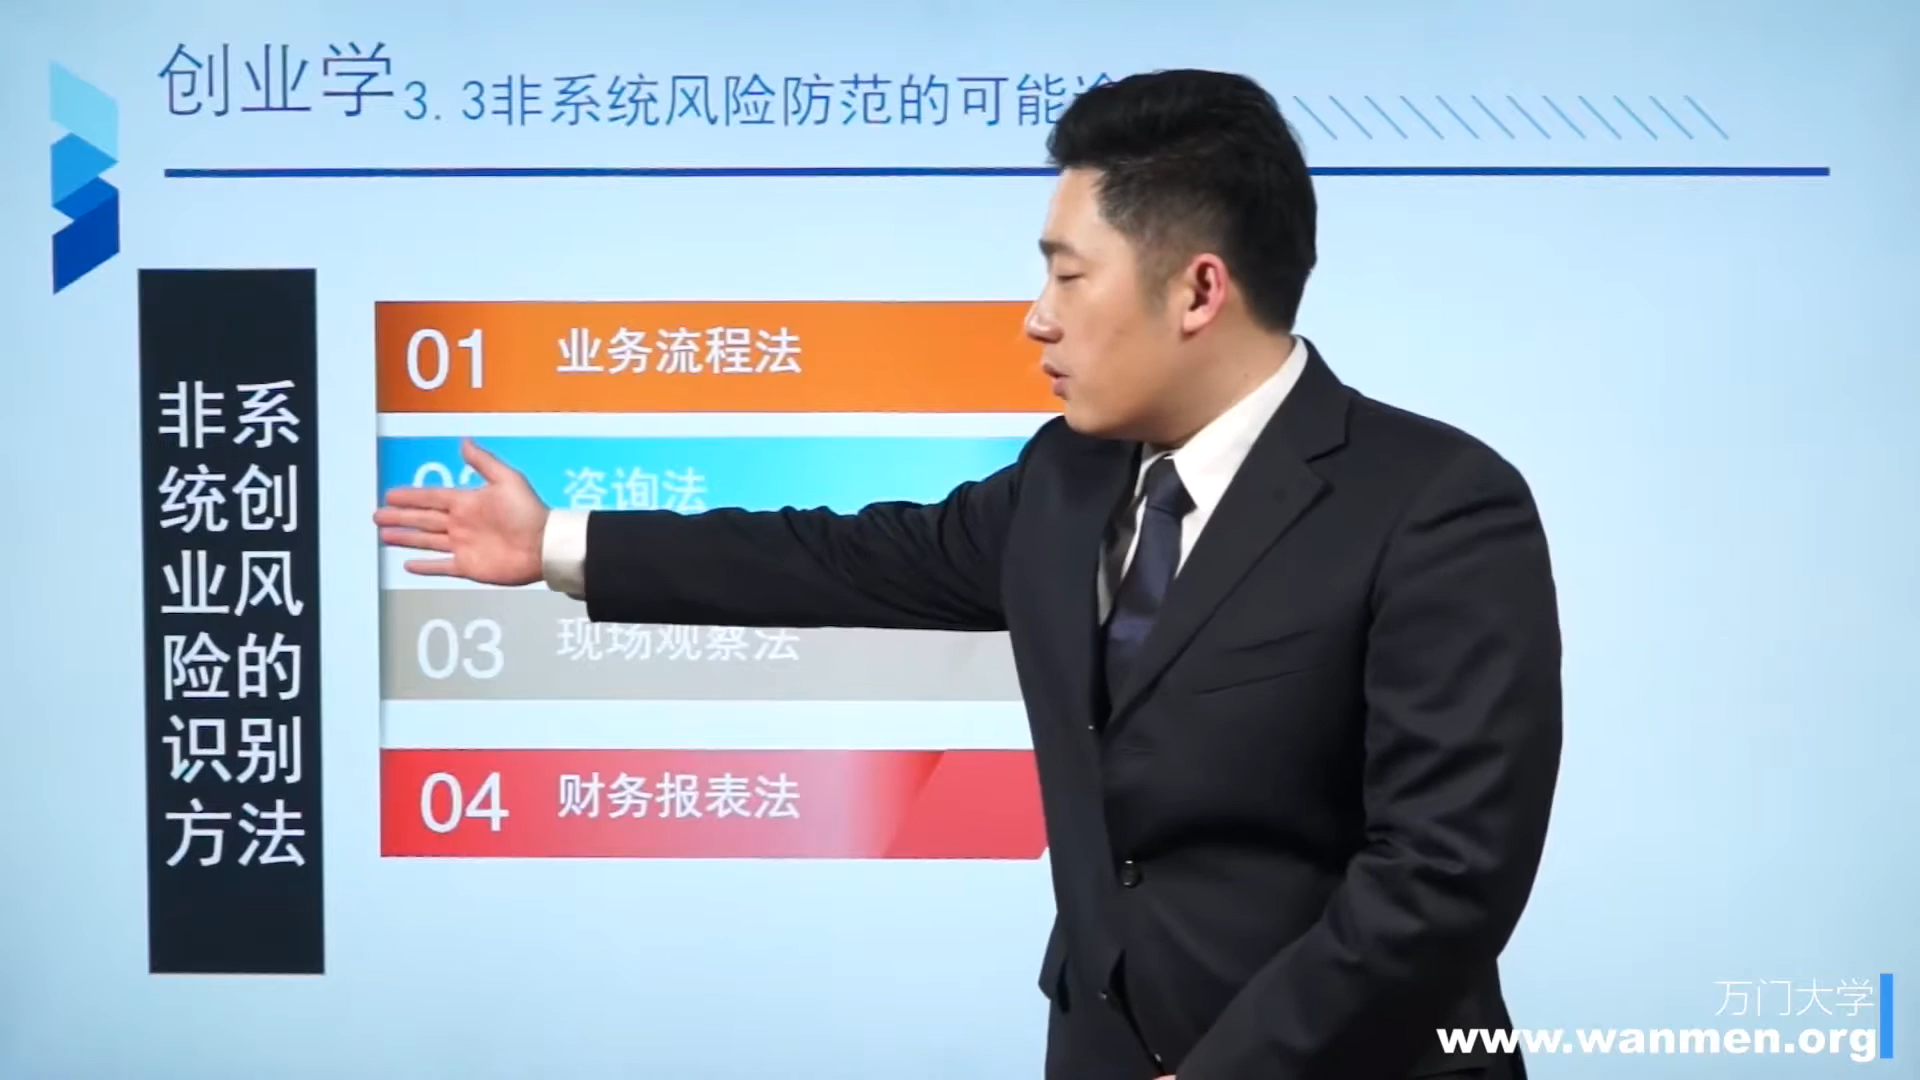 创业学
3.3非系统风险防范的可能
非系
统创
业风
险的
识别
方法
01 业务流程法
02 咨询法
03 现场观察法
04 财务报表法
万门大学
www.wanmen.org